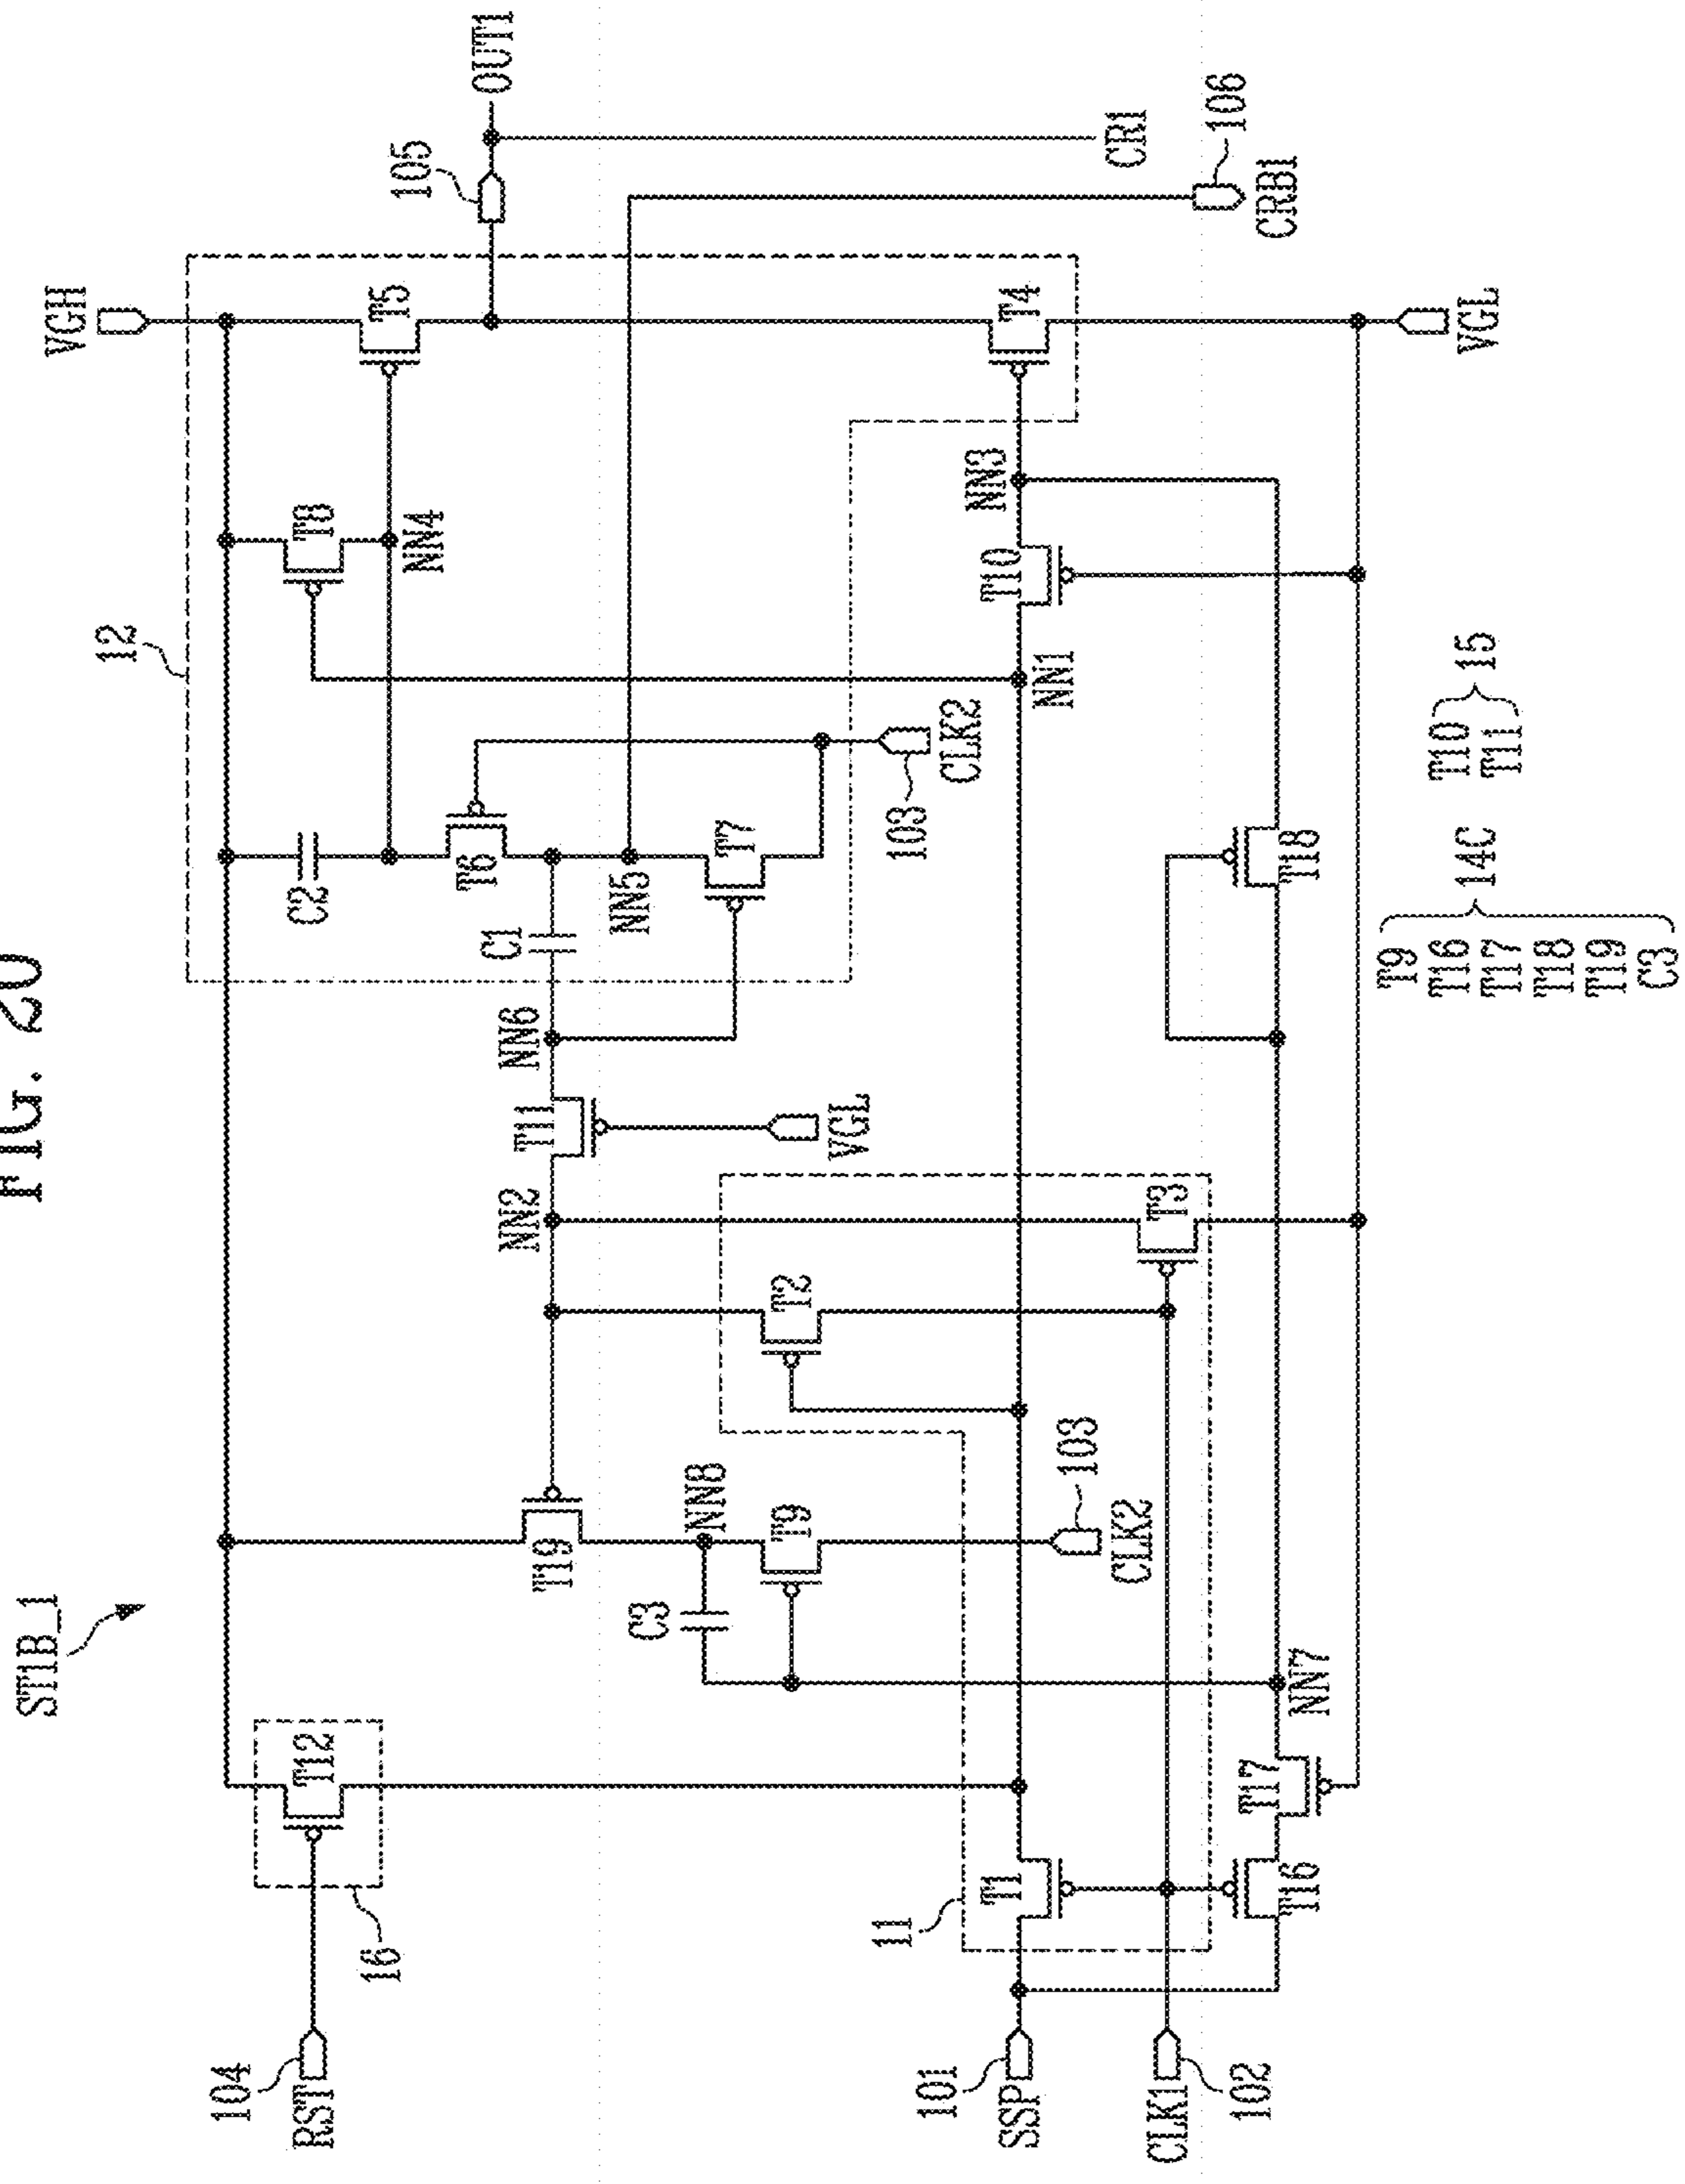 FIG. 20
ST1B_1
12
VGH
C2
T8
T5
105
OUT1
NN4
T12
16
104
RST
T19
NN2
T11
NN6
C1
T6
NN5
T7
VGL
103
CLK2
CR1
CRB1
106
C3
NN8
T9
T2
103
CLK2
11
T1
101
SSP
NN1
T10
NN3
T4
T3
CLK1
102
T16
T17
NN7
T18
VGL
T9
T16
T17
T18
T19
C3
14C
T10
T11
15